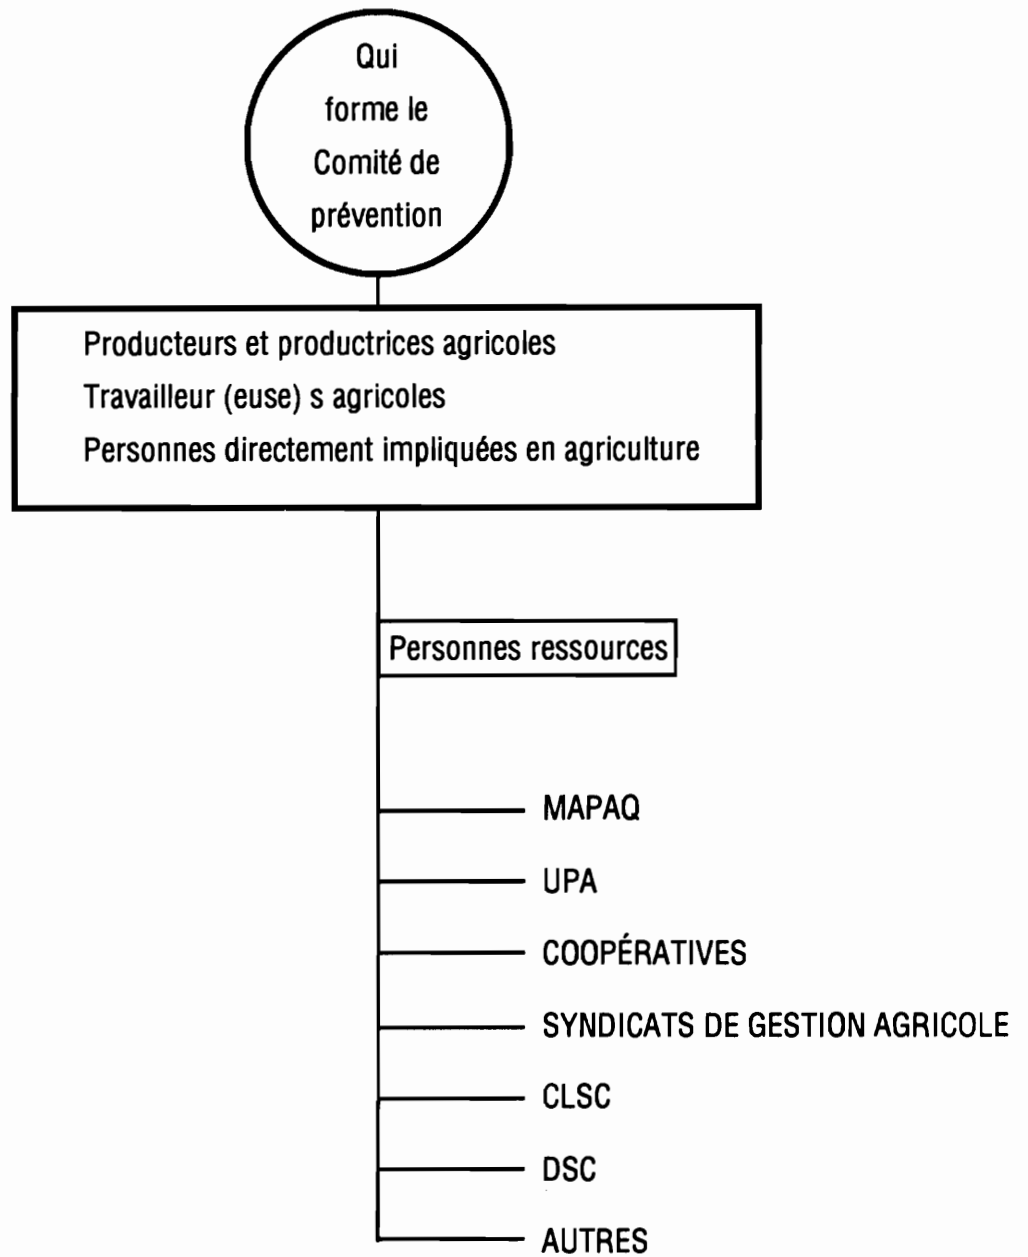 Qui
forme le
Comité de
prévention
Producteurs et productrices agricoles
Travailleur (euse) s agricoles
Personnes directement impliquées en agriculture
Personnes ressources
MAPAQ
UPA
COOPÉRATIVES
SYNDICATS DE GESTION AGRICOLE
CLSC
DSC
AUTRES